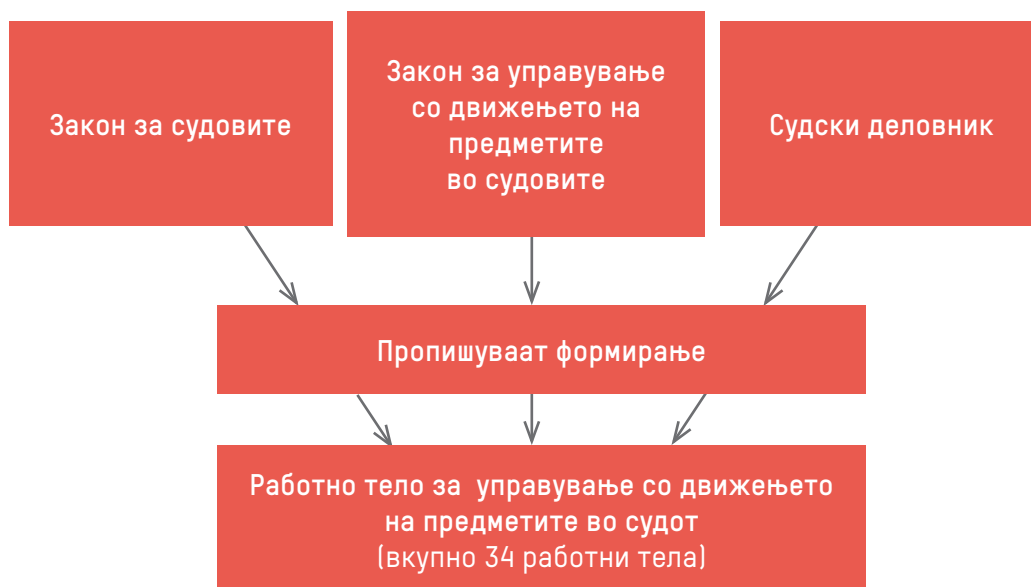 Закон за судовите
Закон за управување
со движењето на
предметите
во судовите
Судски деловник
Пропишуваат формирање
Работно тело за управување со движењето
на предметите во судот
(вкупно 34 работни тела)